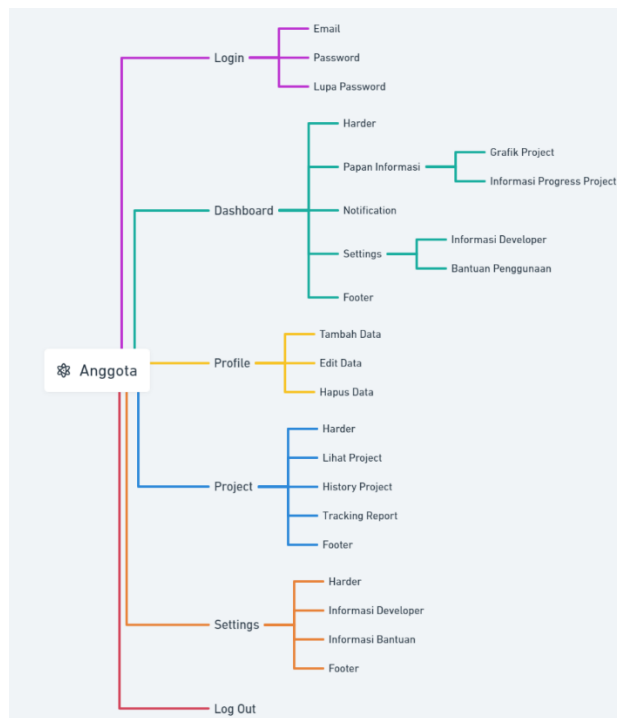 Anggota
Login
Email
Password
Lupa Password
Dashboard
Harder
Papan Informasi
Grafik Project
Informasi Progress Project
Notification
Settings
Informasi Developer
Bantuan Penggunaan
Footer
Profile
Tambah Data
Edit Data
Hapus Data
Project
Harder
Lihat Project
History Project
Tracking Report
Footer
Settings
Harder
Informasi Developer
Informasi Bantuan
Footer
Log Out